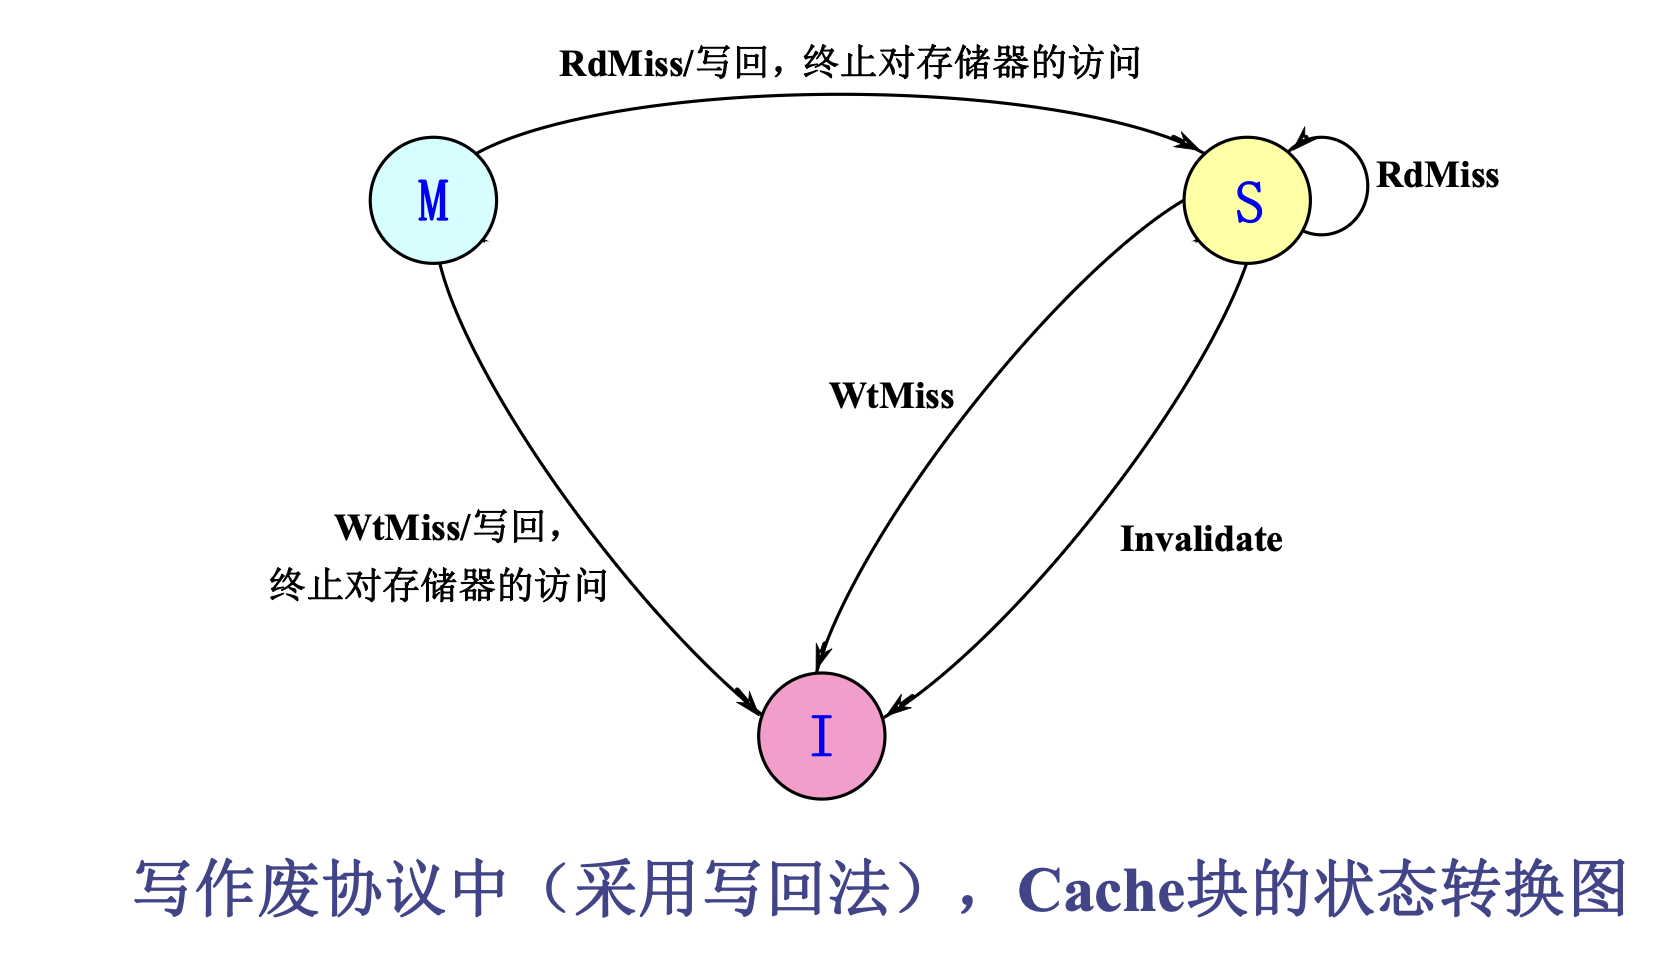 RdMiss/写回，终止对存储器的访问
M
S
RdMiss
WtMiss
WtMiss/写回，
终止对存储器的访问
Invalidate
I
写作废协议中（采用写回法），Cache块的状态转换图